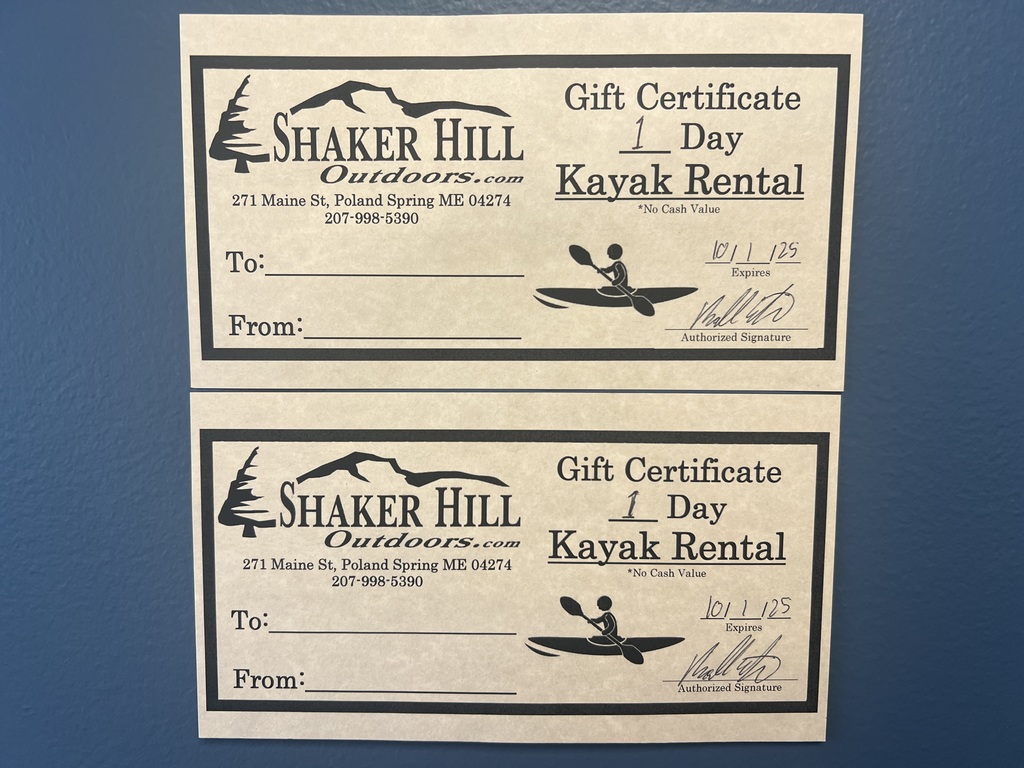 SHAKER HILL
Outdoors.com
271 Maine St, Poland Spring ME 04274
207-998-5390
To:
From:
Gift Certificate
1 Day
Kayak Rental
*No Cash Value
10/1/25
Expires
Authorized Signature
SHAKER HILL
Outdoors.com
271 Maine St, Poland Spring ME 04274
207-998-5390
To:
From:
Gift Certificate
1 Day
Kayak Rental
*No Cash Value
10/1/25
Expires
Authorized Signature